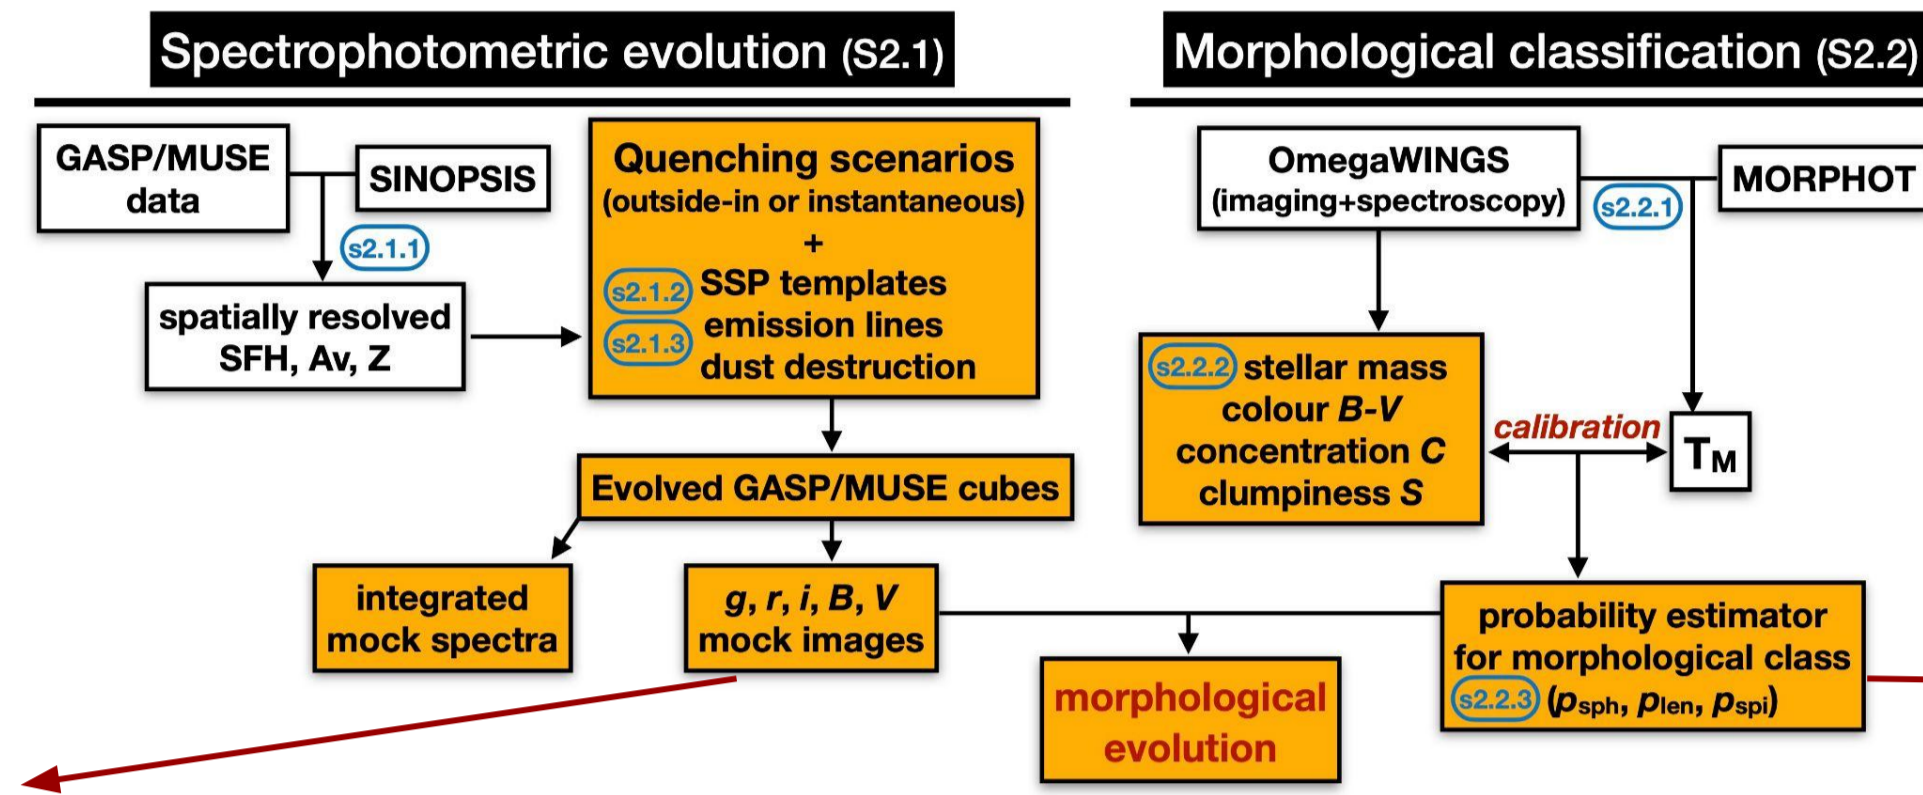 Spectrophotometric evolution (S2.1)
GASP/MUSE
data
SINOPSIS
s2.1.1
spatially resolved
SFH, Av, Z
Quenching scenarios
(outside-in or instantaneous)
+
s2.1.2 SSP templates
s2.1.3 emission lines
dust destruction
Evolved GASP/MUSE cubes
integrated
mock spectra
g, r, i, B, V
mock images
Morphological classification (S2.2)
OmegaWINGS
(imaging+spectroscopy)
s2.2.1
MORPHOT
s2.2.2 stellar mass
colour B-V
concentration C
clumpiness S
calibration
TM
probability estimator
for morphological class
s2.2.3 (psph, plen, pspi)
morphological
evolution